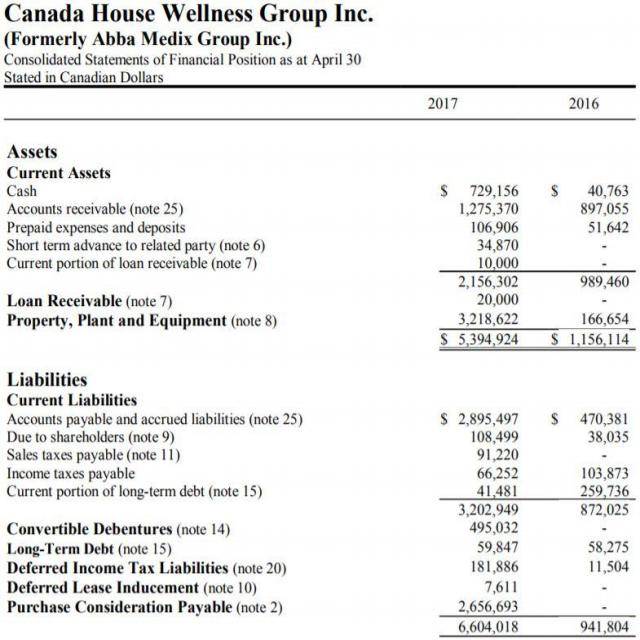 Canada House Wellness Group Inc.
(Formerly Abba Medix Group Inc.)
Consolidated Statements of Financial Position as at April 30
Stated in Canadian Dollars
2017 2016
Assets
Current Assets
Cash $ 729,156 $ 40,763
Accounts receivable (note 25) 1,275,370 897,055
Prepaid expenses and deposits 106,906 51,642
Short term advance to related party (note 6) 34,870 -
Current portion of loan receivable (note 7) 10,000 -
2,156,302 989,460
Loan Receivable (note 7) 20,000 -
Property, Plant and Equipment (note 8) 3,218,622 166,654
$ 5,394,924 $ 1,156,114
Liabilities
Current Liabilities
Accounts payable and accrued liabilities (note 25) $ 2,895,497 $ 470,381
Due to shareholders (note 9) 108,499 38,035
Sales taxes payable (note 11) 91,220 -
Income taxes payable 66,252 103,873
Current portion of long-term debt (note 15) 41,481 259,736
3,202,949 872,025
Convertible Debentures (note 14) 495,032 -
Long-Term Debt (note 15) 59,847 58,275
Deferred Income Tax Liabilities (note 20) 181,886 11,504
Deferred Lease Inducement (note 10) 7,611 -
Purchase Consideration Payable (note 2) 2,656,693 -
6,604,018 941,804